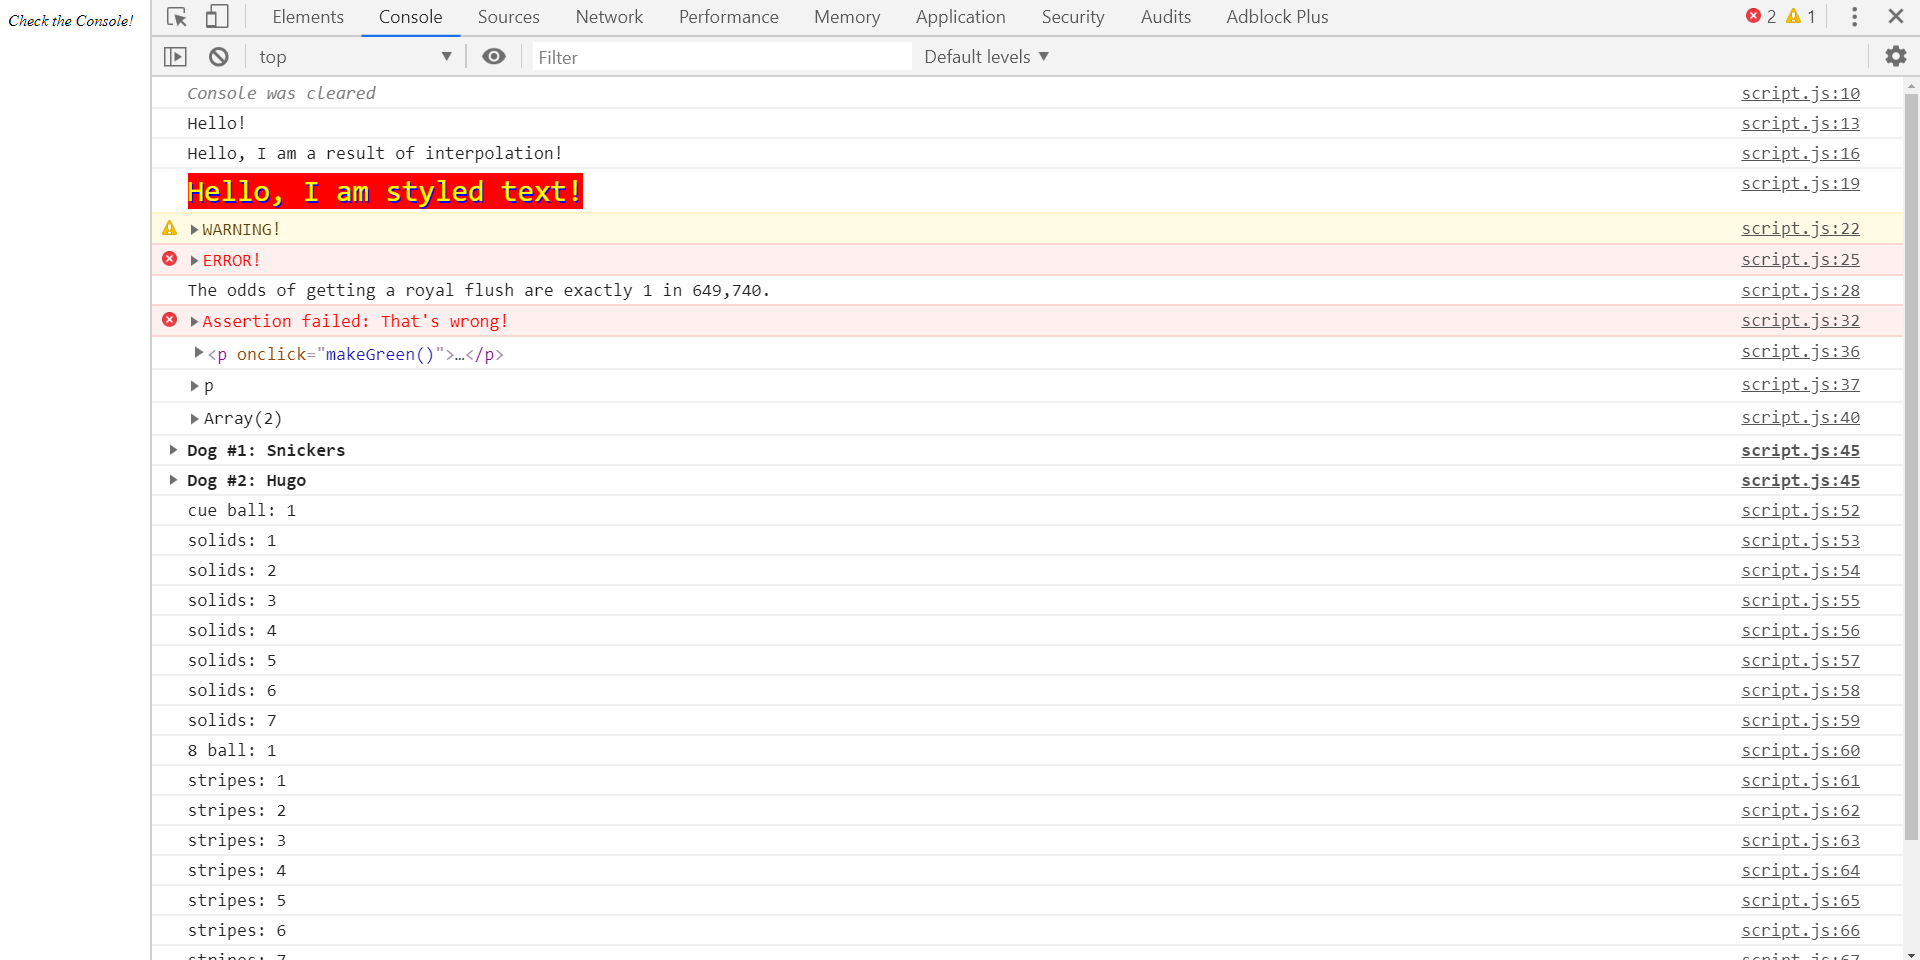 Check the Console!
Elements Console Sources Network Performance Memory Application Security Audits Adblock Plus 2 1
top Filter Default levels
Console was cleared script.js:10
Hello! script.js:13
Hello, I am a result of interpolation! script.js:16
Hello, I am styled text! script.js:19
WARNING! script.js:22
ERROR! script.js:25
The odds of getting a royal flush are exactly 1 in 649,740. script.js:28
Assertion failed: That's wrong! script.js:32
<p onclick="makeGreen()">…</p> script.js:36
p script.js:37
Array(2) script.js:40
Dog #1: Snickers script.js:45
Dog #2: Hugo script.js:45
cue ball: 1 script.js:52
solids: 1 script.js:53
solids: 2 script.js:54
solids: 3 script.js:55
solids: 4 script.js:56
solids: 5 script.js:57
solids: 6 script.js:58
solids: 7 script.js:59
8 ball: 1 script.js:60
stripes: 1 script.js:61
stripes: 2 script.js:62
stripes: 3 script.js:63
stripes: 4 script.js:64
stripes: 5 script.js:65
stripes: 6 script.js:66
stripes: 7 script.js:67